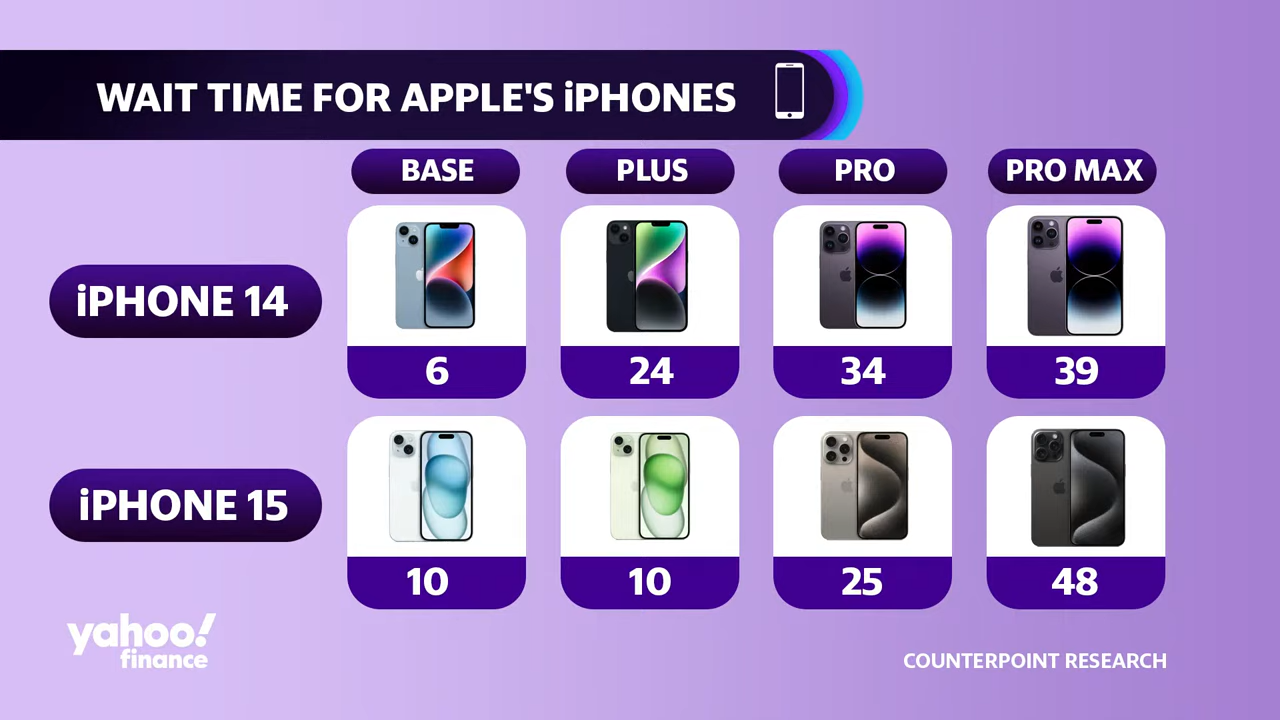 WAIT TIME FOR APPLE'S iPHONES
BASE PLUS PRO PRO MAX
iPHONE 14
6 24 34 39
iPHONE 15
10 10 25 48
yahoo!
finance
COUNTERPOINT RESEARCH